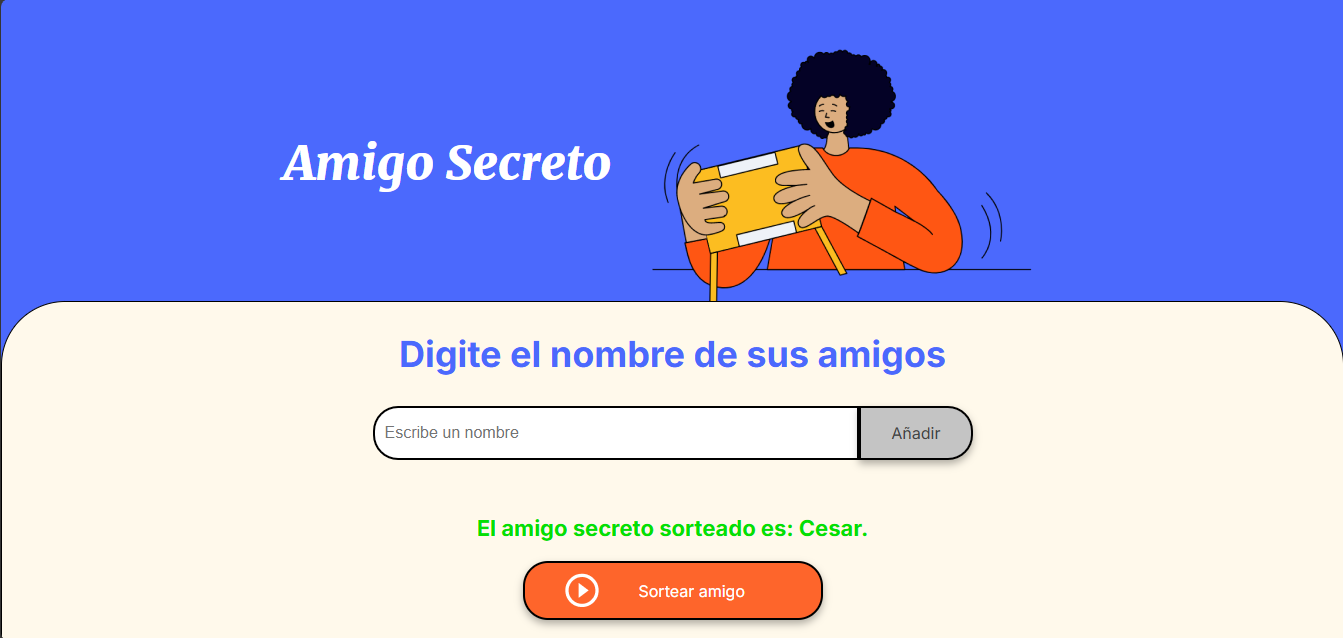 Amigo Secreto
Digite el nombre de sus amigos
Escribe un nombre
Añadir
El amigo secreto sorteado es: Cesar.
Sortear amigo